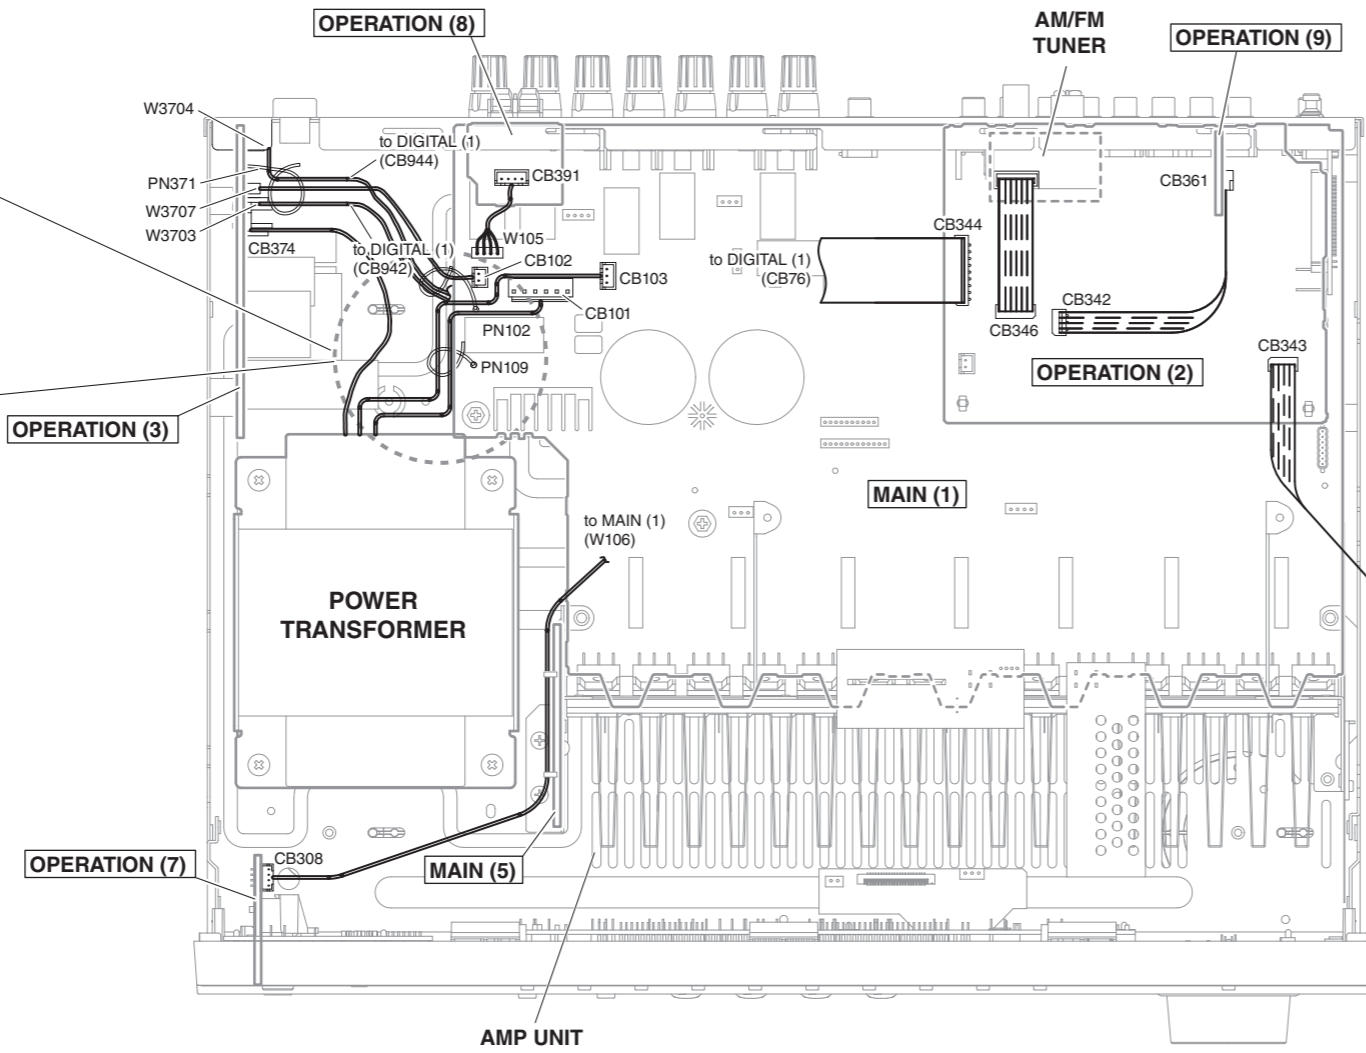 OPERATION (8)
AM/FM
TUNER
OPERATION (9)
W3704
to DIGITAL (1)
(CB944)
PN371
CB391
CB361
W3707
W3703
CB374
to DIGITAL (1)
(CB942)
W105
CB102
CB103
CB344
to DIGITAL (1)
(CB76)
CB101
CB342
PN102
CB346
CB343
PN109
OPERATION (2)
OPERATION (3)
MAIN (1)
to MAIN (1)
(W106)
POWER
TRANSFORMER
OPERATION (7)
CB308
MAIN (5)
AMP UNIT